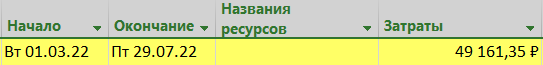 Начало Окончание Названия ресурсов Затраты
Вт 01.03.22 Пт 29.07.22 49 161,35 ₽